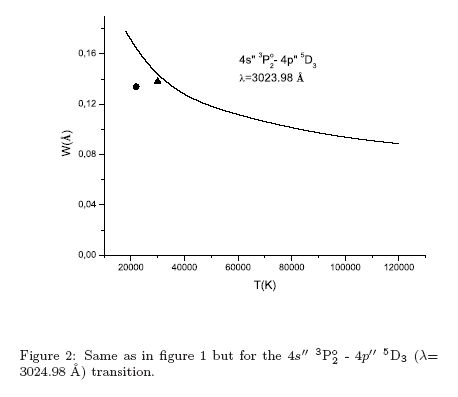 0,16
0,12
0,08
0,04
0,00
W(Å)
4s" ³P°₂- 4p" ⁵D₃
λ=3023.98 Å
20000 40000 60000 80000 100000 120000
T(K)
Figure 2: Same as in figure 1 but for the 4s″ ³P°₂ - 4p″ ⁵D₃ (λ=
3024.98 Å) transition.